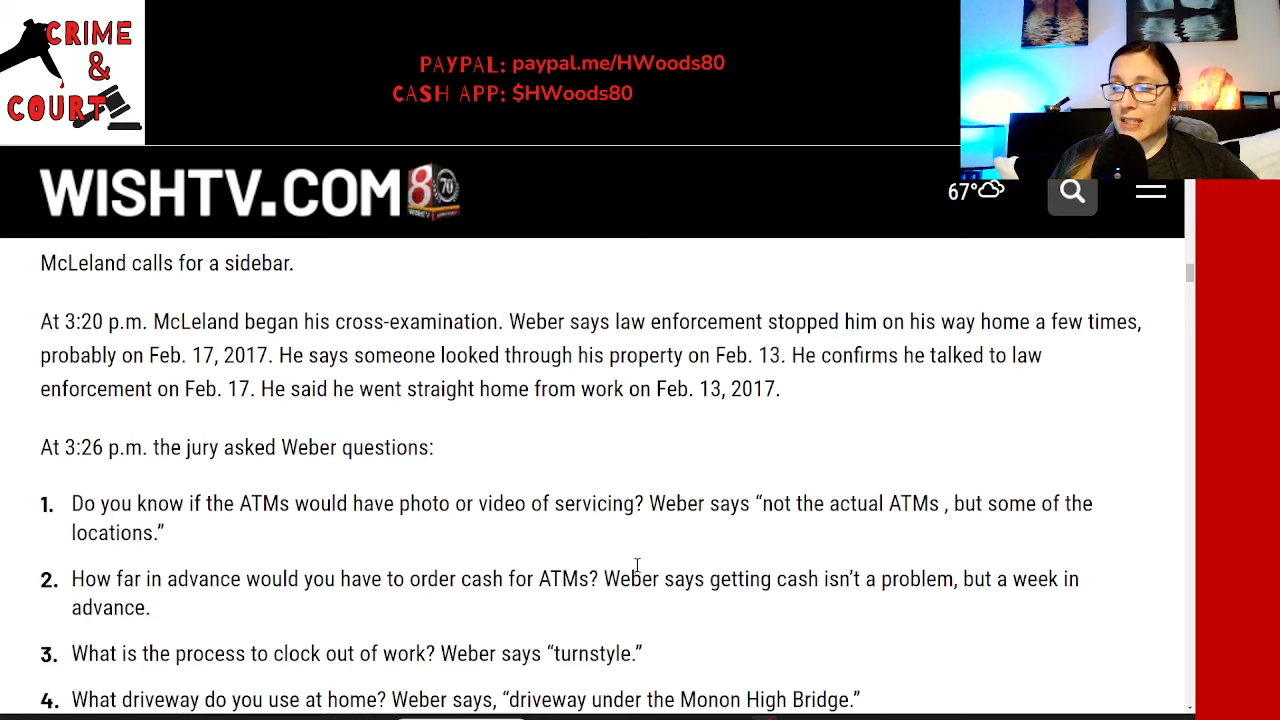 CRIME
&
COURT
PAYPAL: paypal.me/HWoods80
CASH APP: $HWoods80
WISHTV.COM 8 70
67°
McLeland calls for a sidebar.
At 3:20 p.m. McLeland began his cross-examination. Weber says law enforcement stopped him on his way home a few times,
probably on Feb. 17, 2017. He says someone looked through his property on Feb. 13. He confirms he talked to law
enforcement on Feb. 17. He said he went straight home from work on Feb. 13, 2017.
At 3:26 p.m. the jury asked Weber questions:
1. Do you know if the ATMs would have photo or video of servicing? Weber says “not the actual ATMs , but some of the
locations.”
2. How far in advance would you have to order cash for ATMs? Weber says getting cash isn’t a problem, but a week in
advance.
3. What is the process to clock out of work? Weber says “turnstyle.”
4. What driveway do you use at home? Weber says, “driveway under the Monon High Bridge.”